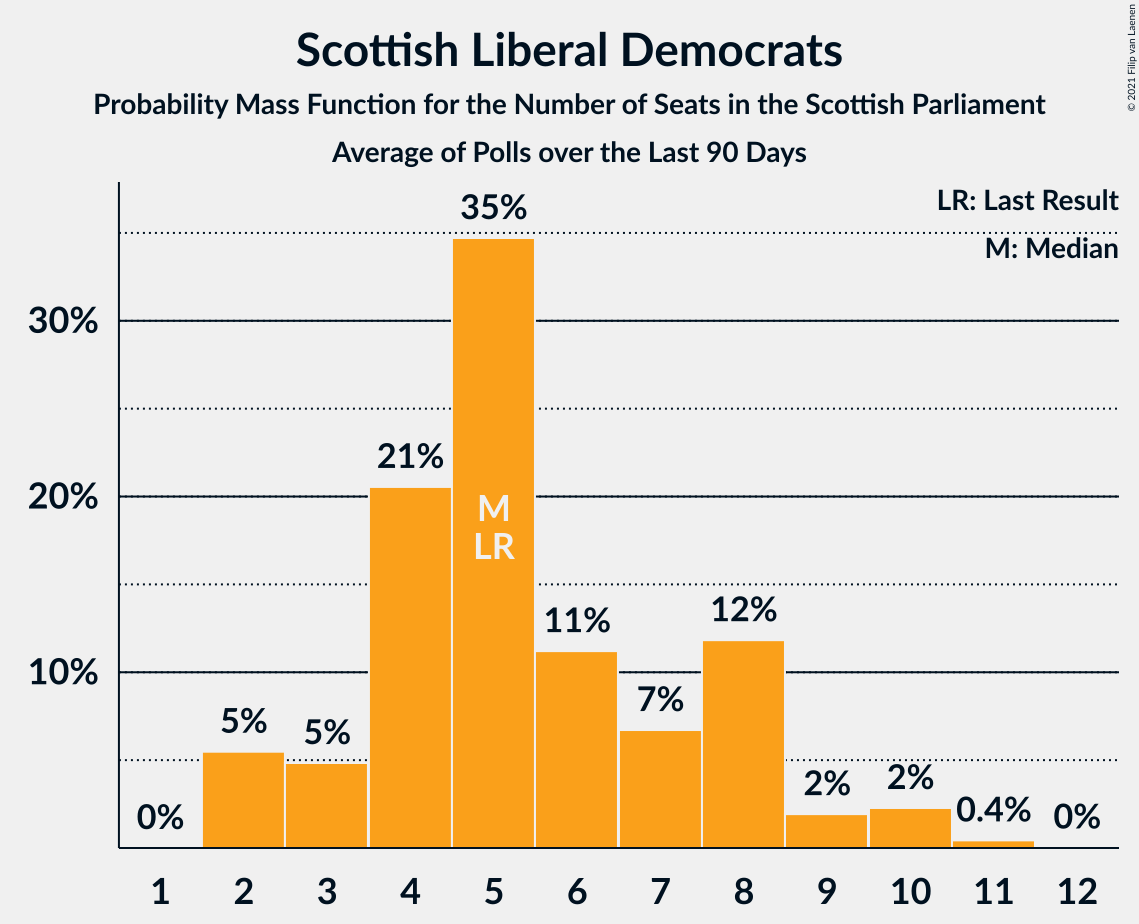 Scottish Liberal Democrats
Probability Mass Function for the Number of Seats in the Scottish Parliament
Average of Polls over the Last 90 Days
© 2021 Filip van Laenen
LR: Last Result
M: Median
35%
30%
21%
20%
M
LR
12%
11%
10%
7%
5%
5%
2%
2%
0.4%
0%
0%
1 2 3 4 5 6 7 8 9 10 11 12